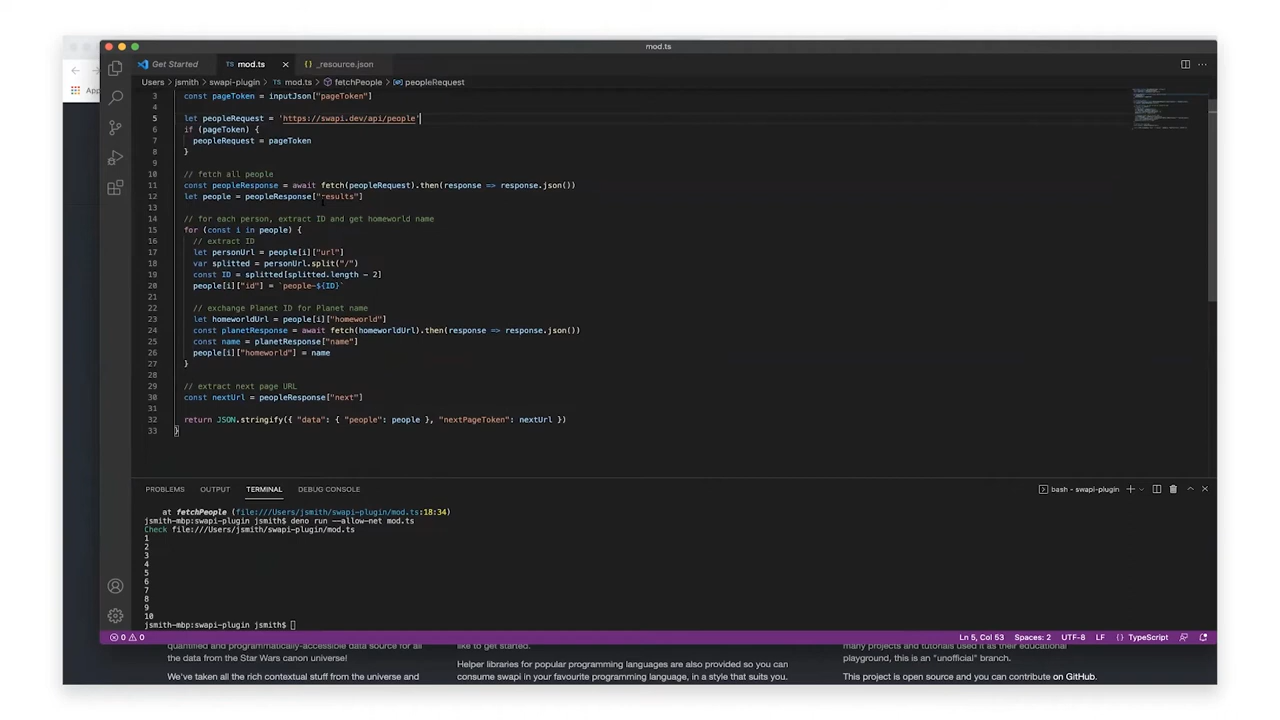 mod.ts
Get Started
mod.ts
_resource.json
Users jsmith swapi-plugin mod.ts fetchPeople peopleRequest
3 const pageToken = inputJson["pageToken"]
4
5 let peopleRequest = 'https://swapi.dev/api/people'
6 if (pageToken) {
7 peopleRequest = pageToken
8 }
9
10 // fetch all people
11 const peopleResponse = await fetch(peopleRequest).then(response => response.json())
12 let people = peopleResponse["results"]
13
14 // for each person, extract ID and get homeworld name
15 for (const i in people) {
16 // extract ID
17 let personUrl = people[i]["url"]
18 var splitted = personUrl.split("/")
19 const ID = splitted[splitted.length - 2]
20 people[i]["id"] = `people-${ID}`
21
22 // exchange Planet ID for Planet name
23 let homeworldUrl = people[i]["homeworld"]
24 const planetResponse = await fetch(homeworldUrl).then(response => response.json())
25 const name = planetResponse["name"]
26 people[i]["homeworld"] = name
27 }
28
29 // extract next page URL
30 const nextUrl = peopleResponse["next"]
31
32 return JSON.stringify({ "data": { "people": people }, "nextPageToken": nextUrl })
33 }
PROBLEMS OUTPUT TERMINAL DEBUG CONSOLE bash - swapi-plugin
at fetchPeople (file:///Users/jsmith/swapi-plugin/mod.ts:18:34)
jsmith-mbp:swapi-plugin jsmith$ deno run --allow-net mod.ts
Check file:///Users/jsmith/swapi-plugin/mod.ts
1
2
3
4
5
6
7
8
9
10
jsmith-mbp:swapi-plugin jsmith$
0 0 Ln 5, Col 53 Spaces: 2 UTF-8 LF {} TypeScript
quantified and programmatically-accessible data source for all
the data from the Star Wars canon universe!
We've taken all the rich contextual stuff from the universe and
like to get started.
Helper libraries for popular programming languages are also provided so you can
consume swapi in your favourite programming language, in a style that suits you.
many projects and tutorials used it as their educational
playground, this is an "unofficial" branch.
This project is open source and you can contribute on GitHub.